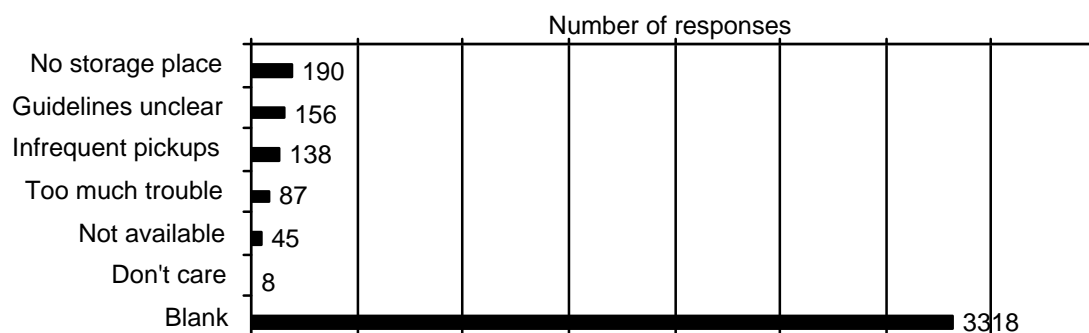 Number of responses
No storage place 190
Guidelines unclear 156
Infrequent pickups 138
Too much trouble 87
Not available 45
Don't care 8
Blank 3318